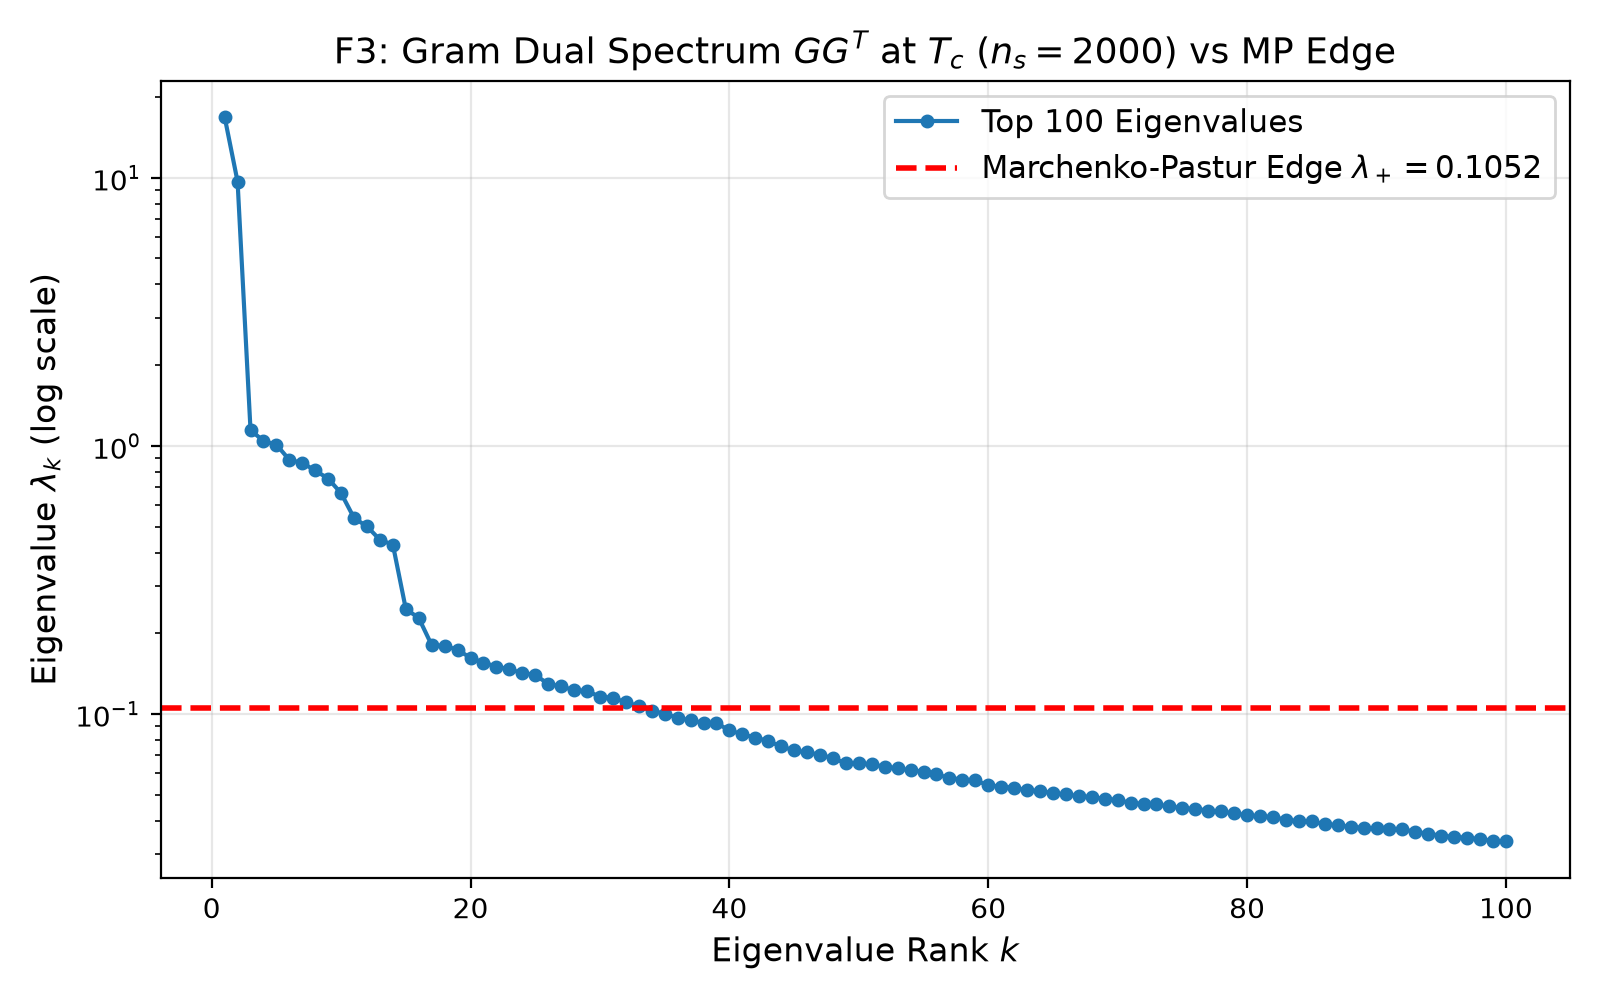 F3: Gram Dual Spectrum $GG^T$ at $T_c$ ($n_s = 2000$) vs MP Edge
Top 100 Eigenvalues
Marchenko-Pastur Edge $\lambda_+ = 0.1052$
Eigenvalue $\lambda_k$ (log scale)
$10^1$
$10^0$
$10^{-1}$
0 20 40 60 80 100
Eigenvalue Rank $k$